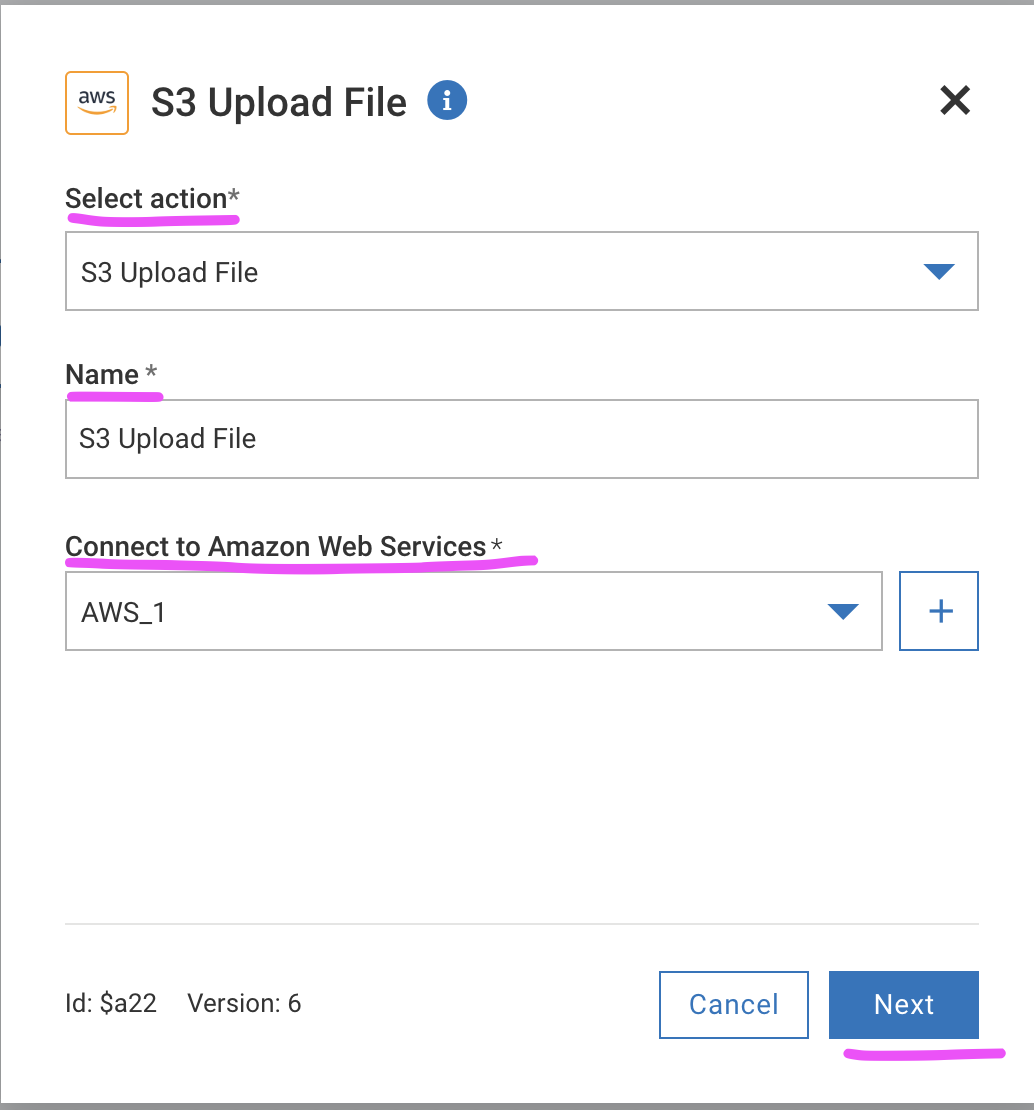 aws S3 Upload File i
Select action*
S3 Upload File
Name *
S3 Upload File
Connect to Amazon Web Services *
AWS_1 +
Id: $a22 Version: 6 Cancel Next